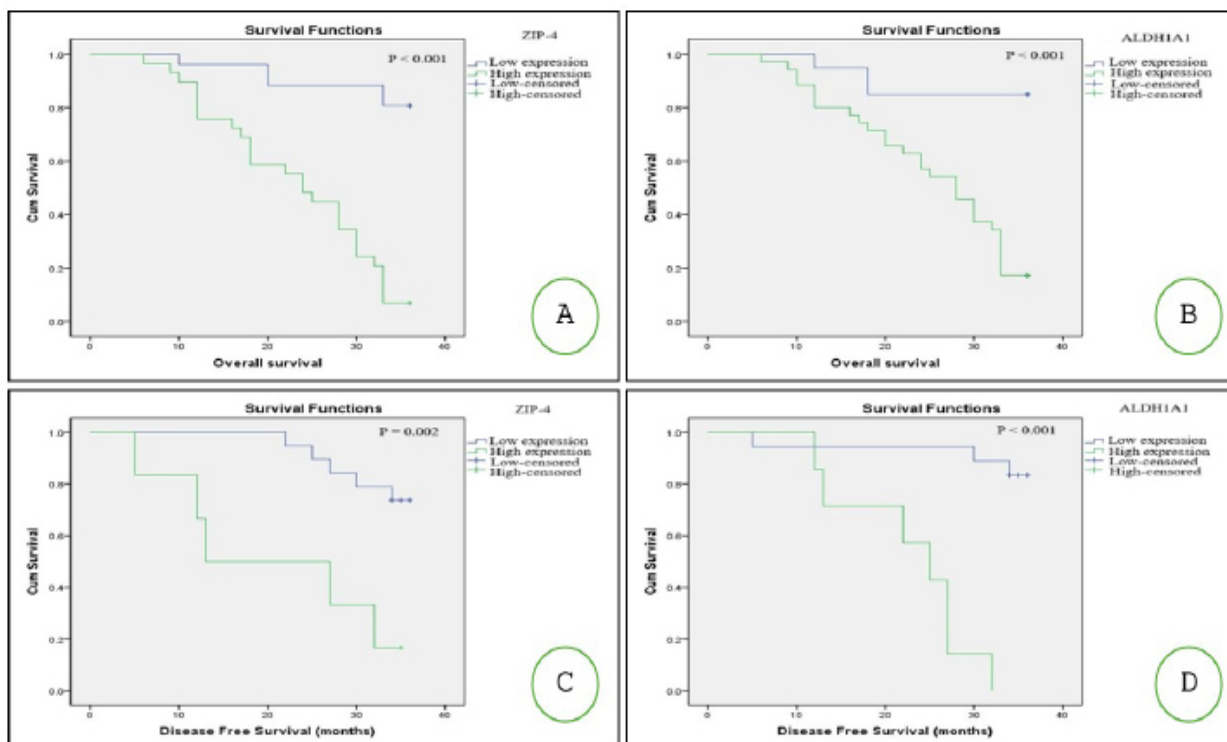 Survival Functions
ZIP-4
P < 0.001
Low expression
High expression
Low-censored
High-censored
Cum Survival
1.0
0.8
0.6
0.4
0.2
0.0
0
10
20
30
40
Overall survival
A
Survival Functions
ALDH1A1
P < 0.001
Low expression
High expression
Low-censored
High-censored
Cum Survival
1.0
0.8
0.6
0.4
0.2
0.0
0
10
20
30
40
Overall survival
B
Survival Functions
ZIP-4
P = 0.002
Low expression
High expression
Low-censored
High-censored
Cum Survival
1.0
0.8
0.6
0.4
0.2
0.0
0
10
20
30
40
Disease Free Survival (months)
C
Survival Functions
ALDH1A1
P < 0.001
Low expression
High expression
Low-censored
High-censored
Cum Survival
1.0
0.8
0.6
0.4
0.2
0.0
0
10
20
30
40
Disease Free Survival (months)
D